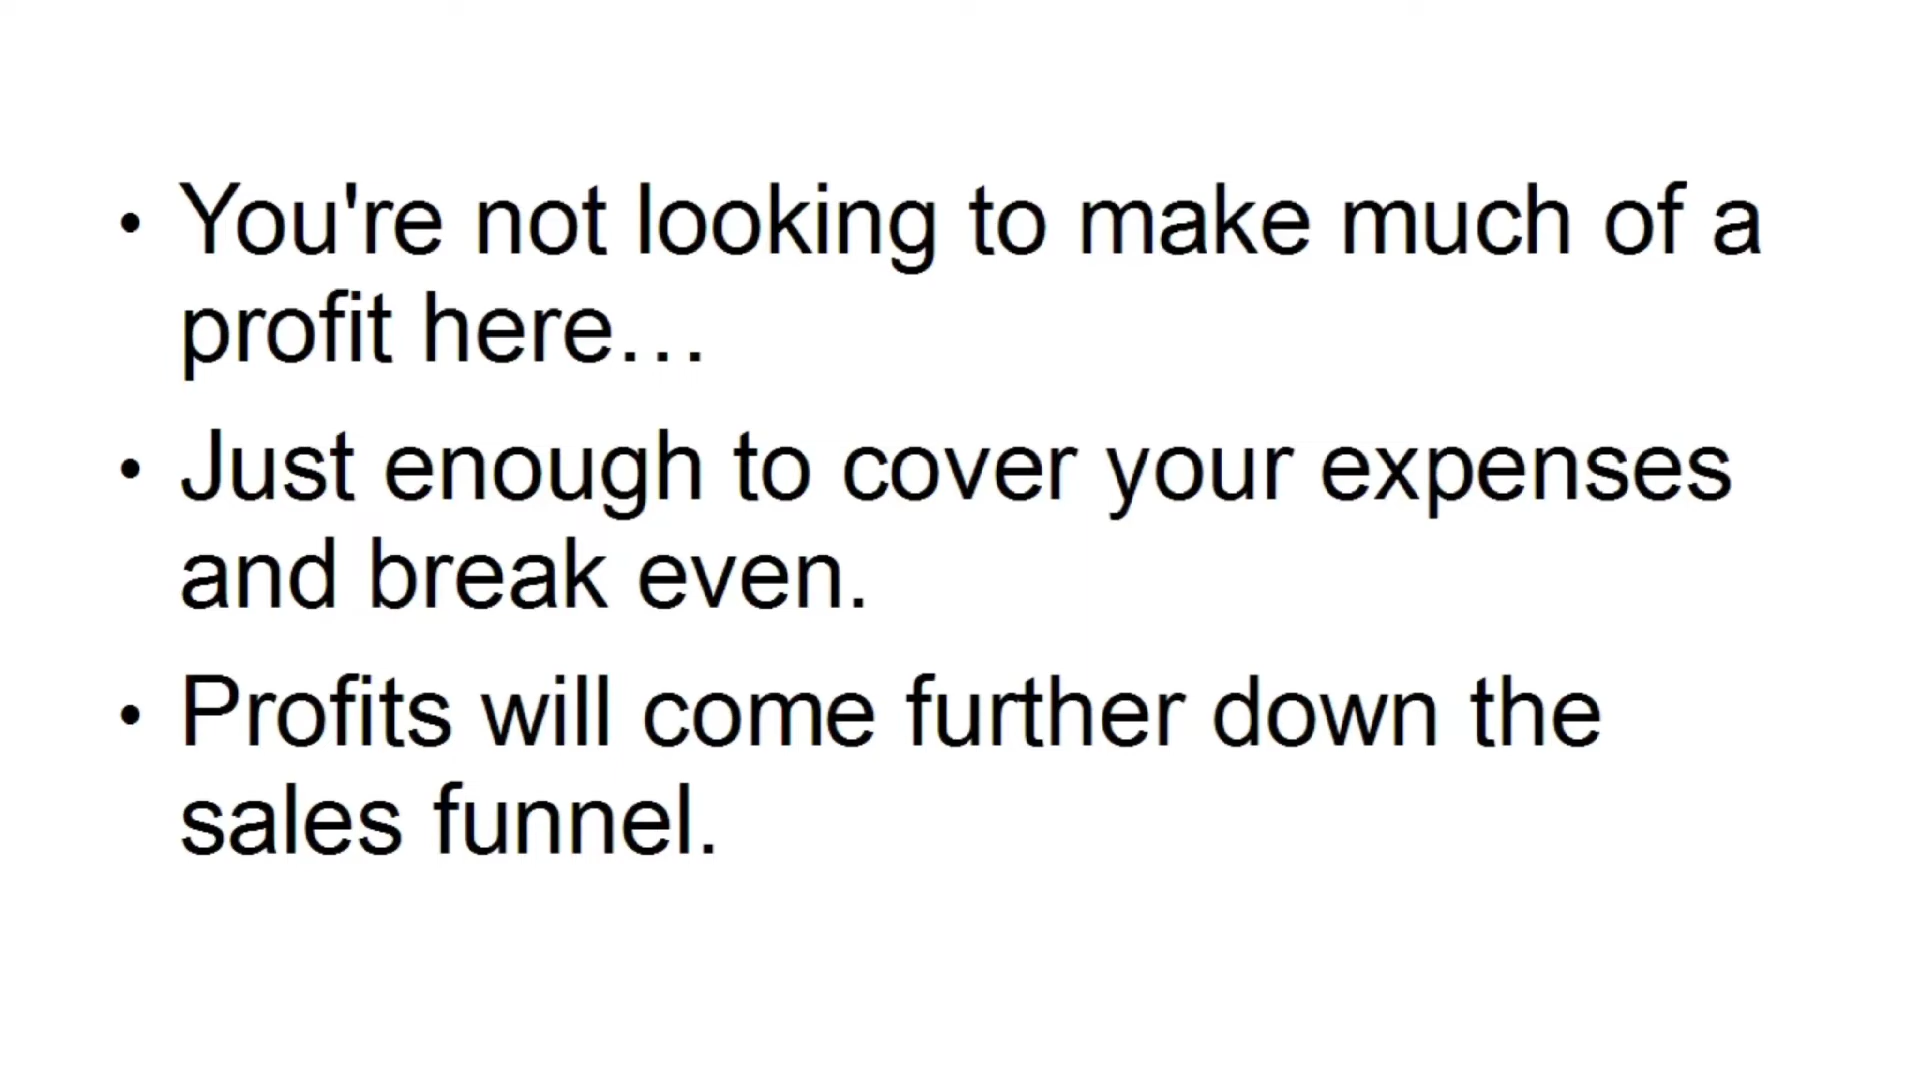 • You're not looking to make much of a
profit here…
• Just enough to cover your expenses
and break even.
• Profits will come further down the
sales funnel.